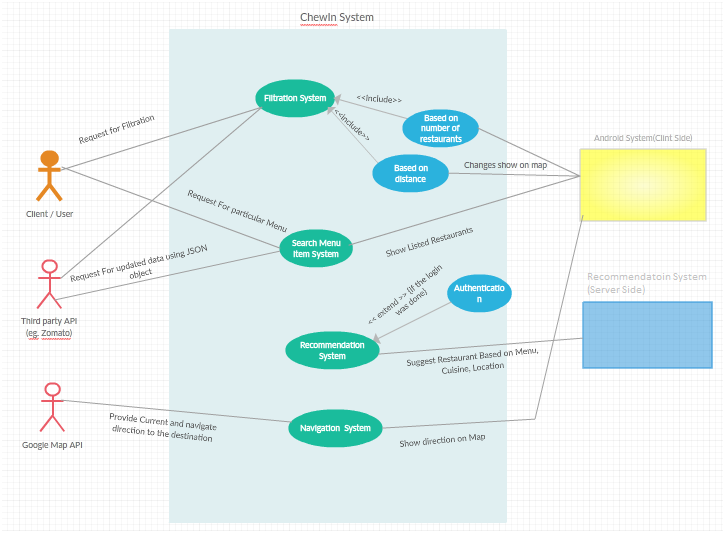 ChewIn System
Filtration System
<<Include>>
<<include>>
Based on
number of
restaurants
Request for Filtration
Android System(Clint Side)
Based on
distance
Changes show on map
Client / User
Request For particular Menu
Search Menu
Item System
Show Listed Restaurants
Request For updated data using JSON
object
Third party API
(eg. Zomato)
<< extend >> (if the login
was done)
Authenticatio
n
Recommendatoin System
(Server Side)
Recommendation
System
Suggest Restaurant Based on Menu,
Cuisine, Location
Google Map API
Provide Current and navigate
direction to the destination
Navigation System
Show direction on Map